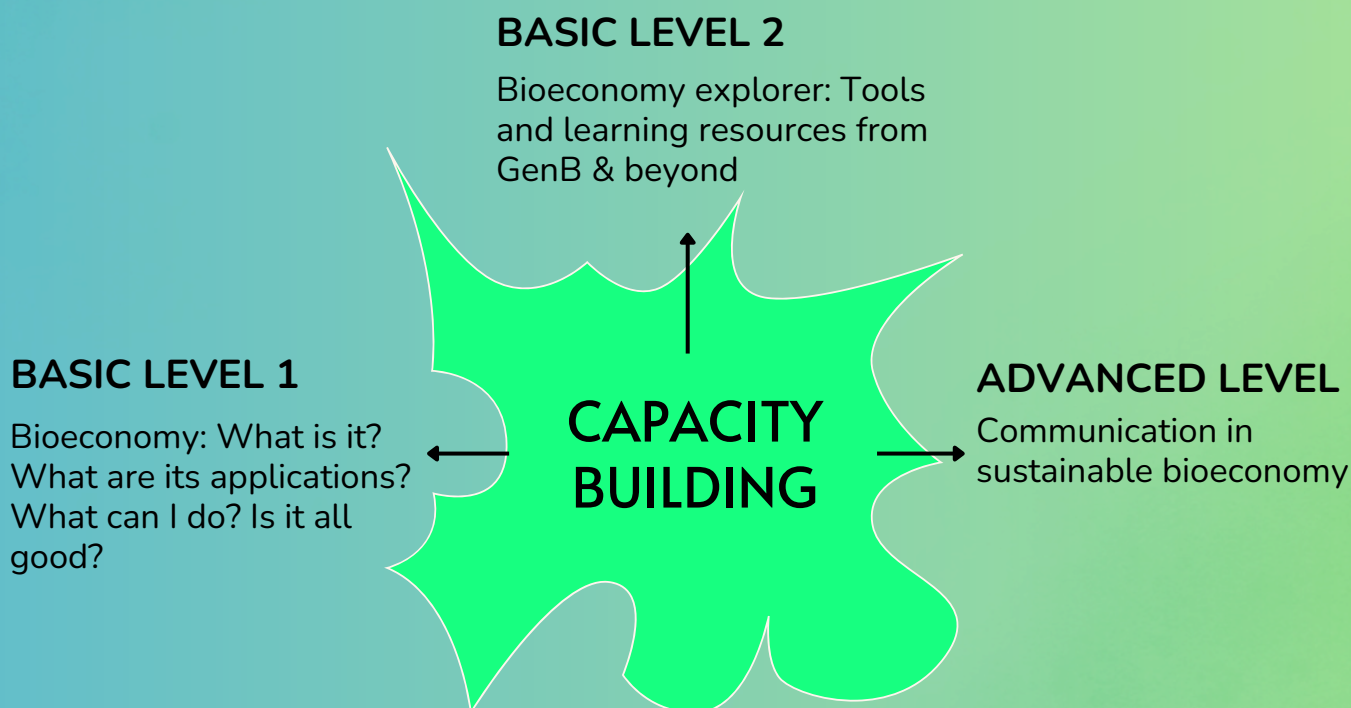 BASIC LEVEL 2
Bioeconomy explorer: Tools
and learning resources from
GenB & beyond
BASIC LEVEL 1
Bioeconomy: What is it?
What are its applications?
What can I do? Is it all
good?
CAPACITY
BUILDING
ADVANCED LEVEL
Communication in
sustainable bioeconomy